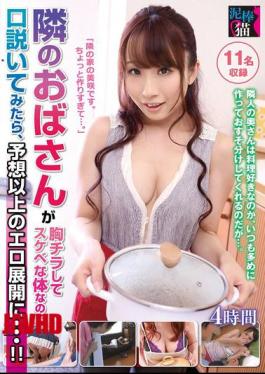 泥棒猫
11名
収録
「隣の家の美咲です。
ちょっと作りすぎて…。」
隣人の奥さんは料理好きなのか、いつも多めに
作っておすそ分けしてくれるのだが…。
隣のおばさんが
胸チラして
スケベな体なの
口説いてみたら、予想以上のエロ展開に…!!
4時間
HD